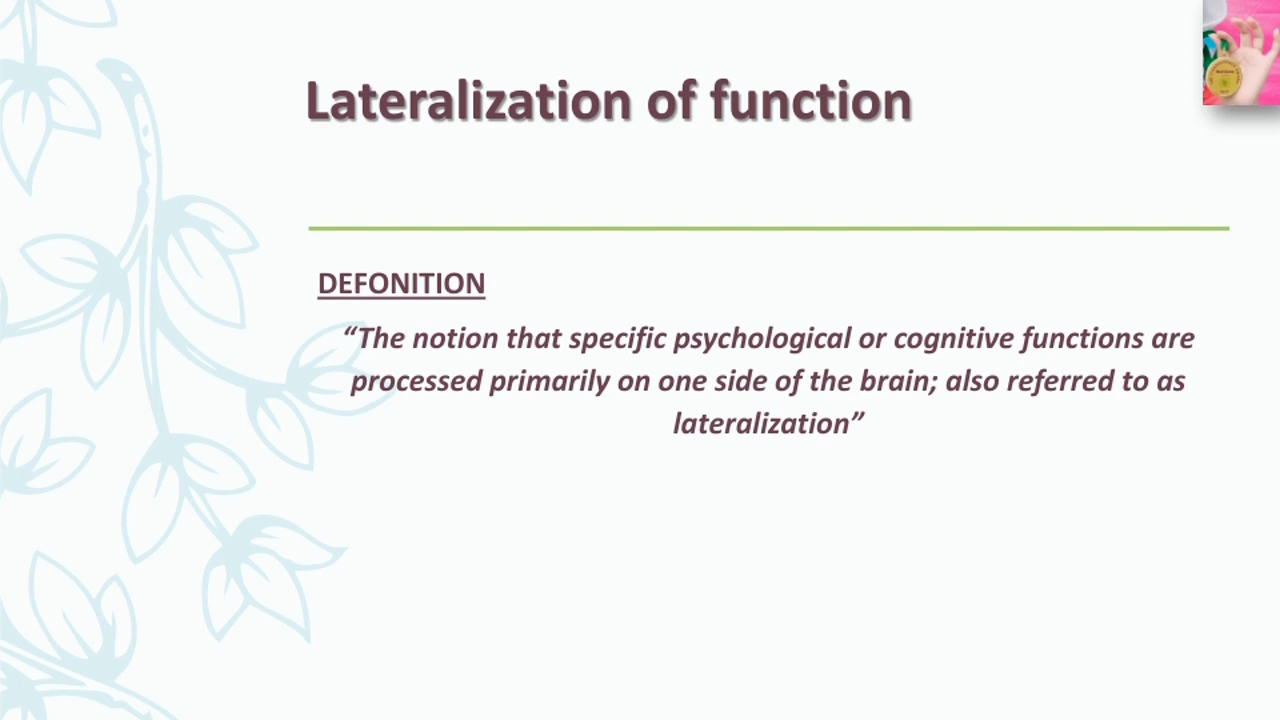 Lateralization of function
DEFONITION
“The notion that specific psychological or cognitive functions are
processed primarily on one side of the brain; also referred to as
lateralization”